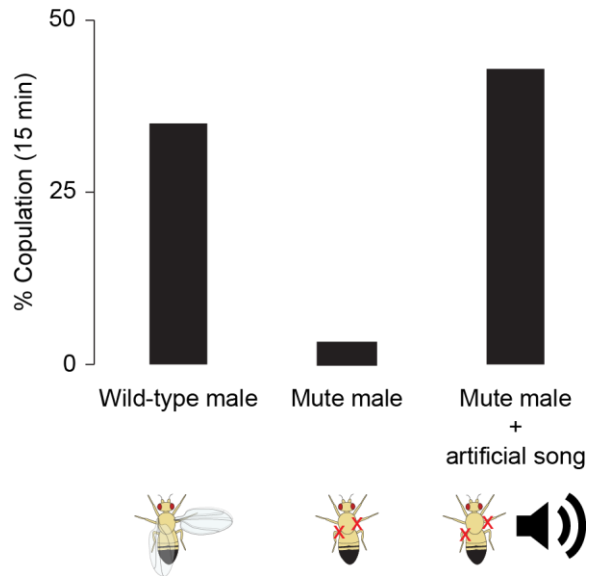 50
% Copulation (15 min)
25
0
Wild-type male
Mute male
Mute male
+
artificial song